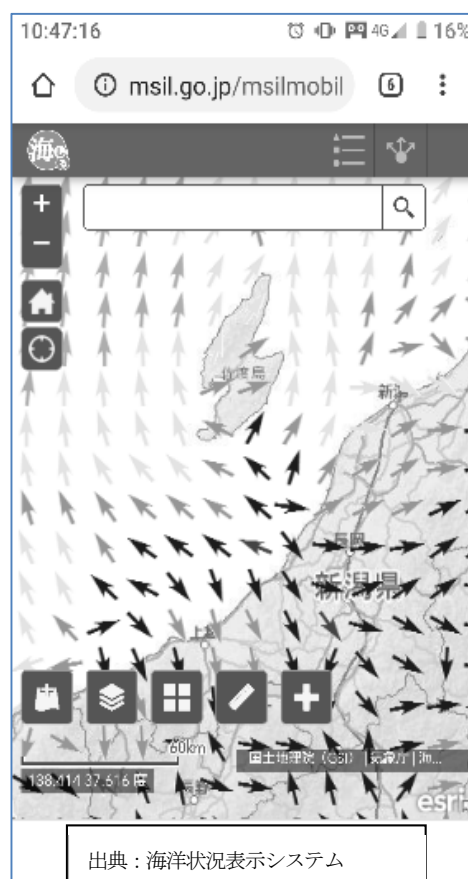 10:47:16
4G 16%
msil.go.jp/msilmobil
6
海
+
−
佐渡島
新潟
長岡
新潟県
上越
60km
国土地理院(GSI) |気象庁|海...
138.414 37.616 度
esri
出典：海洋状況表示システム